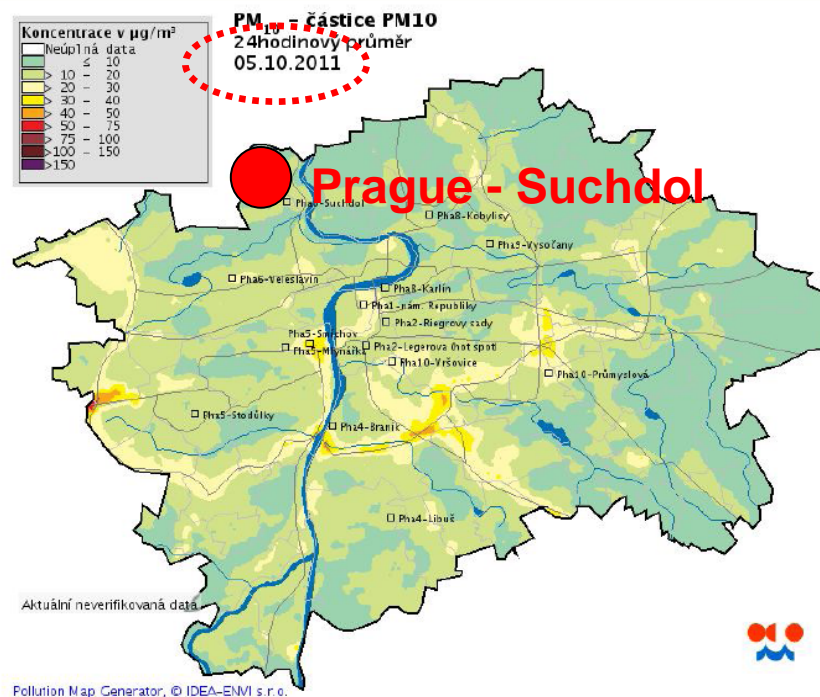 PM10 – částice PM10
24hodinový průměr
05.10.2011
Koncentrace v µg/m³
Neúplná data
≤ 10
> 10 – 20
> 20 – 30
> 30 – 40
> 40 – 50
> 50 – 75
> 75 – 100
>100 – 150
>150
Prague - Suchdol
Pha6-Suchdol
Pha8-Kobylisy
Pha9-Vysočany
Pha6-Veleslavín
Pha8-Karlín
Pha1-nám. Republiky
Pha2-Riegrovy sady
Pha5-Smíchov
Pha5-Mlynářka
Pha2-Legerova (hot spot)
Pha10-Vršovice
Pha10-Průmyslová
Pha5-Stodůlky
Pha4-Braník
Pha4-Libuš
Aktuální neverifikovaná data
Pollution Map Generator, © IDEA-ENVI s.r.o.